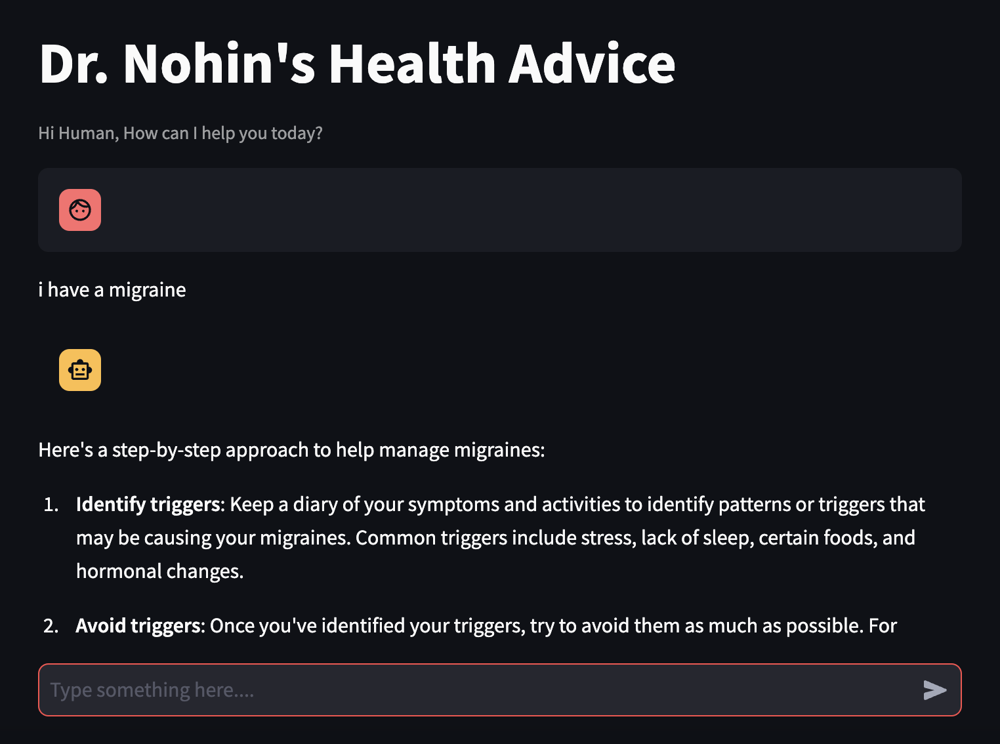 Dr. Nohin's Health Advice
Hi Human, How can I help you today?
i have a migraine
Here's a step-by-step approach to help manage migraines:
1. Identify triggers: Keep a diary of your symptoms and activities to identify patterns or triggers that
may be causing your migraines. Common triggers include stress, lack of sleep, certain foods, and
hormonal changes.
2. Avoid triggers: Once you've identified your triggers, try to avoid them as much as possible. For
Type something here....